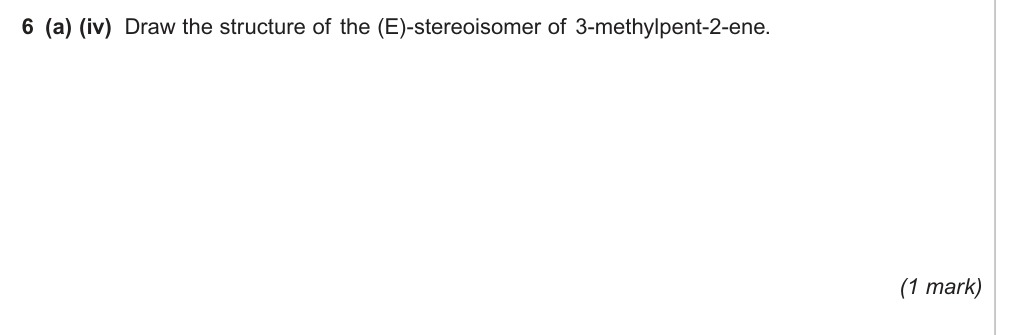 6 (a) (iv) Draw the structure of the (E)-stereoisomer of 3-methylpent-2-ene.
(1 mark)